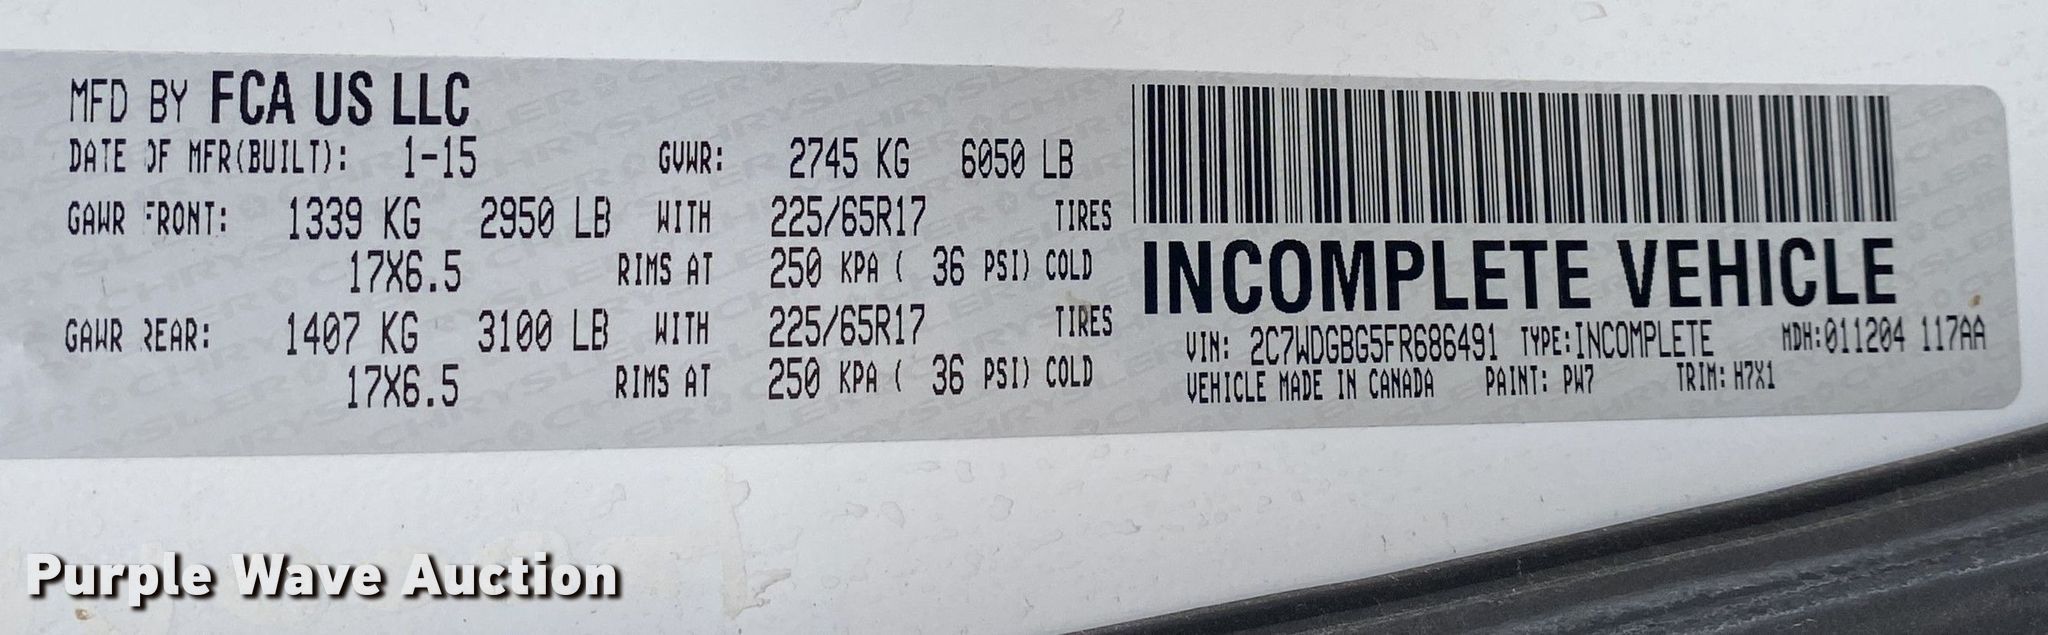 MFD BY FCA US LLC
DATE OF MFR(BUILT): 1-15 GVWR: 2745 KG 6050 LB
GAWR FRONT: 1339 KG 2950 LB WITH 225/65R17 TIRES
17X6.5 RIMS AT 250 KPA ( 36 PSI) COLD
GAWR REAR: 1407 KG 3100 LB WITH 225/65R17 TIRES
17X6.5 RIMS AT 250 KPA ( 36 PSI) COLD
INCOMPLETE VEHICLE
VIN: 2C7WDGBG5FR686491 TYPE:INCOMPLETE MDH:011204 117AA
VEHICLE MADE IN CANADA PAINT: PW7 TRIM: H7X1
Purple Wave Auction